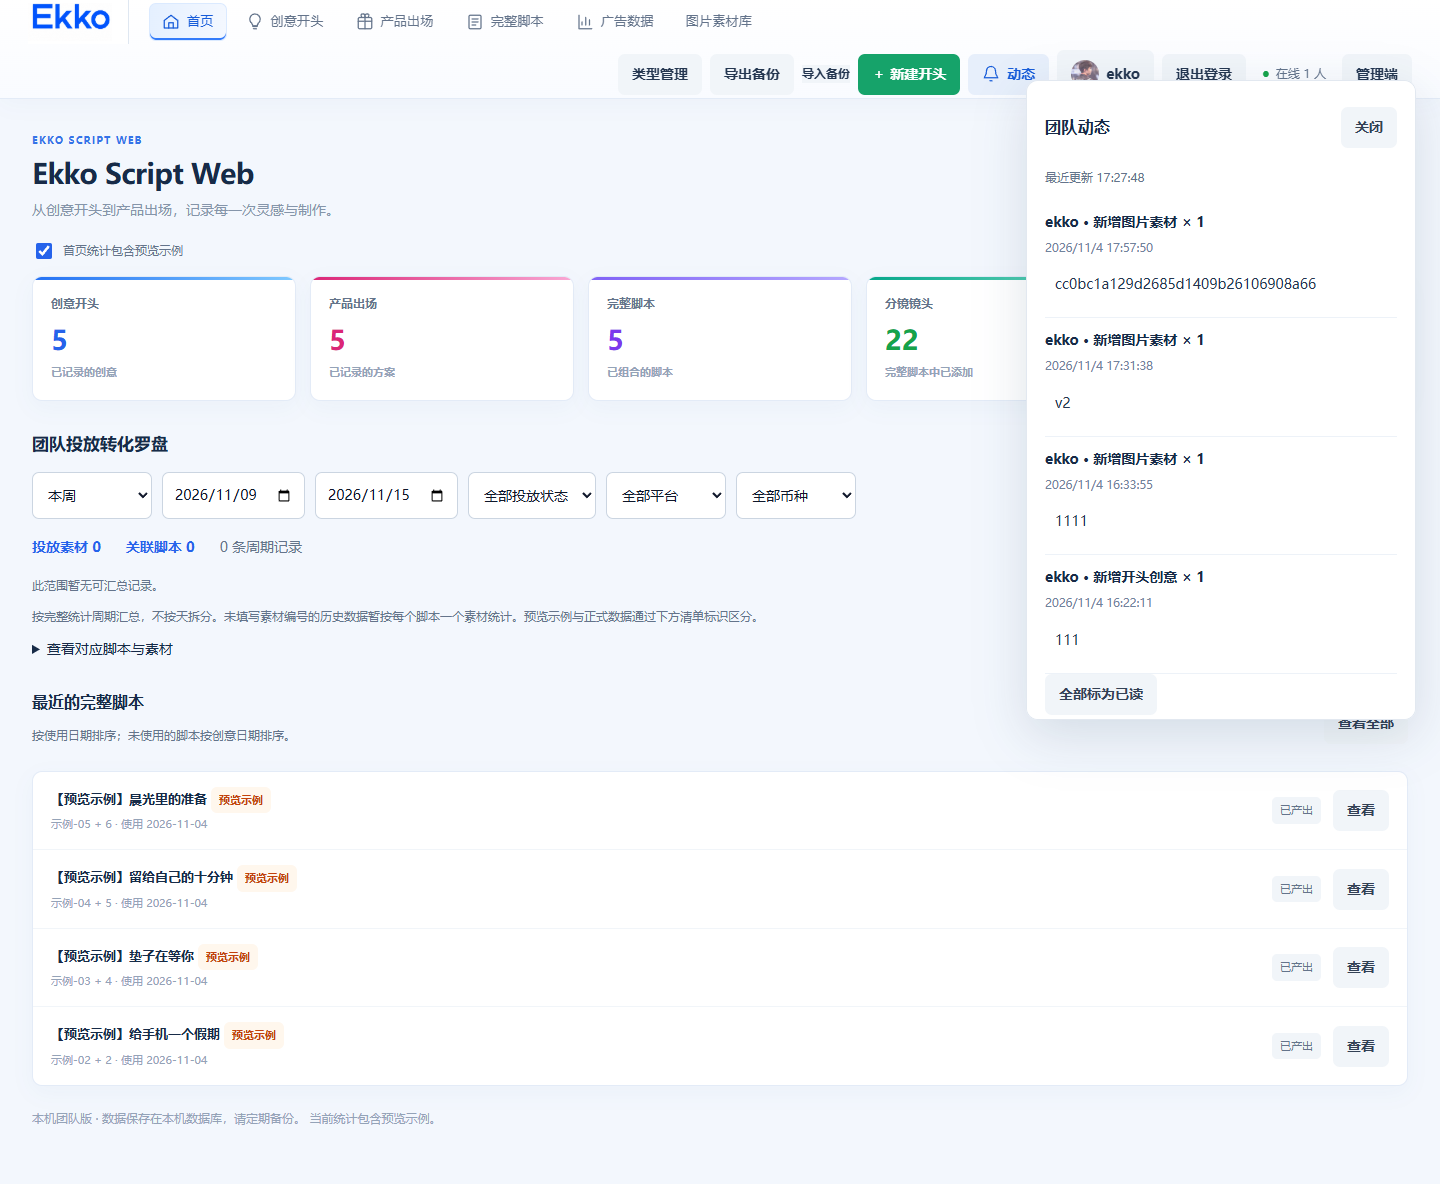 Ekko
首页
创意开头
产品出场
完整脚本
广告数据
图片素材库
类型管理
导出备份
导入备份
+ 新建开头
动态
ekko
退出登录
在线 1 人
管理端
EKKO SCRIPT WEB
Ekko Script Web
从创意开头到产品出场，记录每一次灵感与制作。
首页统计包含预览示例
创意开头
5
已记录的创意
产品出场
5
已记录的方案
完整脚本
5
已组合的脚本
分镜镜头
22
完整脚本中已添加
团队投放转化罗盘
本周
2026/11/09
2026/11/15
全部投放状态
全部平台
全部币种
投放素材 0
关联脚本 0
0 条周期记录
此范围暂无可汇总记录。
按完整统计周期汇总，不按天拆分。未填写素材编号的历史数据暂按每个脚本一个素材统计。预览示例与正式数据通过下方清单标识区分。
查看对应脚本与素材
团队动态
关闭
最近更新 17:27:48
ekko • 新增图片素材 × 1
2026/11/4 17:57:50
cc0bc1a129d2685d1409b26106908a66
ekko • 新增图片素材 × 1
2026/11/4 17:31:38
v2
ekko • 新增图片素材 × 1
2026/11/4 16:33:55
1111
ekko • 新增开头创意 × 1
2026/11/4 16:22:11
111
全部标为已读
最近的完整脚本
按使用日期排序；未使用的脚本按创意日期排序。
查看全部
【预览示例】晨光里的准备
预览示例
示例-05 + 6 · 使用 2026-11-04
已产出
查看
【预览示例】留给自己的十分钟
预览示例
示例-04 + 5 · 使用 2026-11-04
已产出
查看
【预览示例】垫子在等你
预览示例
示例-03 + 4 · 使用 2026-11-04
已产出
查看
【预览示例】给手机一个假期
预览示例
示例-02 + 2 · 使用 2026-11-04
已产出
查看
本机团队版 · 数据保存在本机数据库，请定期备份。 当前统计包含预览示例。